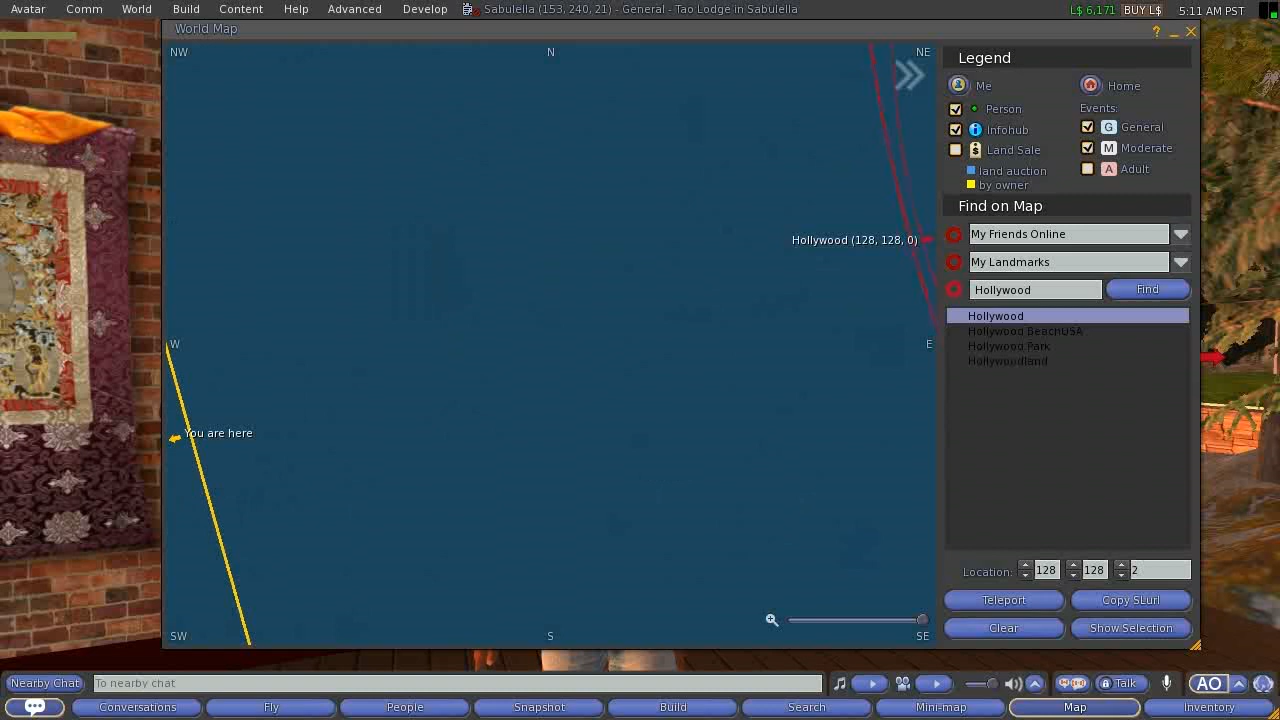 Avatar Comm World Build Content Help Advanced Develop Sabulella (153, 240, 21) - General - Tao Lodge in Sabulella L$ 6,171 BUY L$ 5:11 AM PST
World Map ?
NW N NE
Legend
Me Home
Person Events:
Infohub G General
$ Land Sale M Moderate
land auction A Adult
by owner
Find on Map
Hollywood (128, 128, 0) My Friends Online
My Landmarks
Hollywood Find
Hollywood
Hollywood BeachUSA
Hollywood Park
Hollywoodland
W E
You are here
Location: 128 128 2
Teleport Copy SLurl
Clear Show Selection
SW S SE
Nearby Chat To nearby chat Talk AO
Conversations Fly People Snapshot Build Search Mini-map Map Inventory